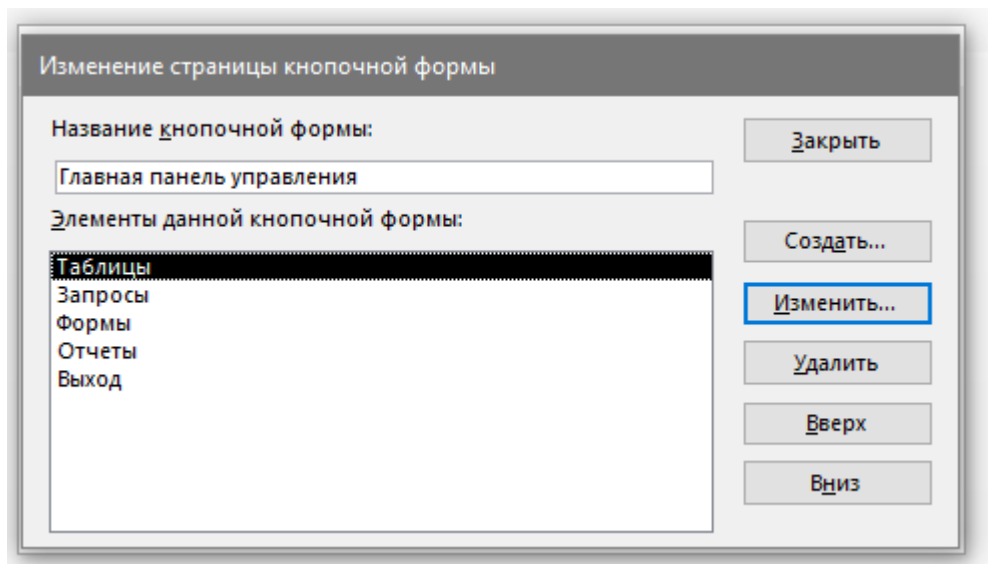 Изменение страницы кнопочной формы
Название кнопочной формы:
Закрыть
Главная панель управления
Элементы данной кнопочной формы:
Создать...
Таблицы
Запросы
Изменить...
Формы
Отчеты
Удалить
Выход
Вверх
Вниз